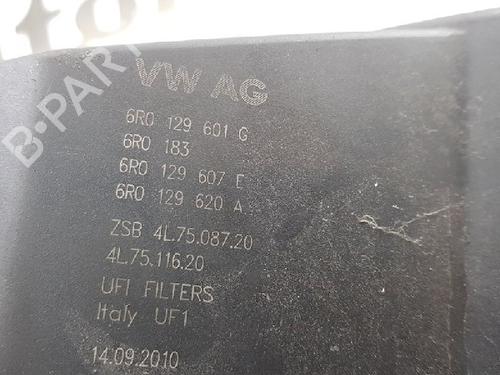 VW AG
6R0 129 601 G
6R0 183
6R0 129 607 E
6R0 129 620 A
ZSB 4L.75.087.20
4L.75.116.20
UFI FILTERS
Italy UF1
14.09.2010
B-PARTS